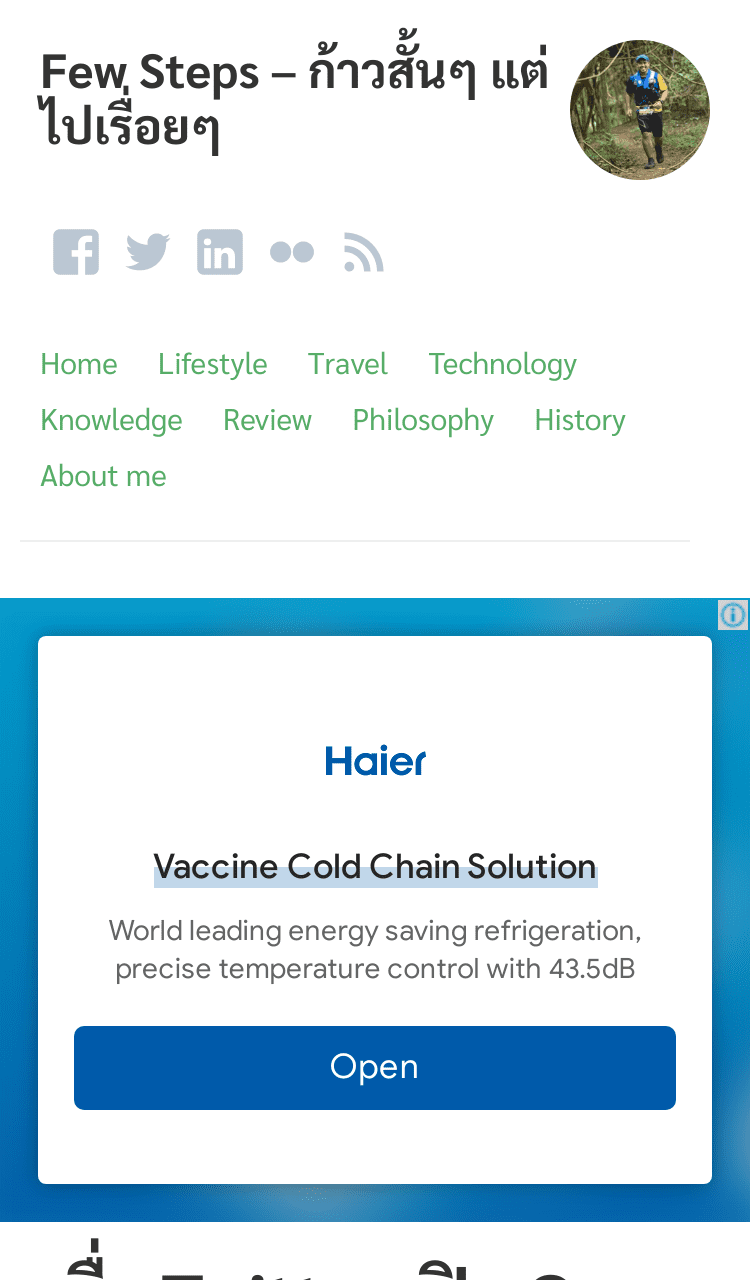 Few Steps – ก้าวสั้นๆ แต่
ไปเรื่อยๆ
Home Lifestyle Travel Technology
Knowledge Review Philosophy History
About me
Haier
Vaccine Cold Chain Solution
World leading energy saving refrigeration,
precise temperature control with 43.5dB
Open